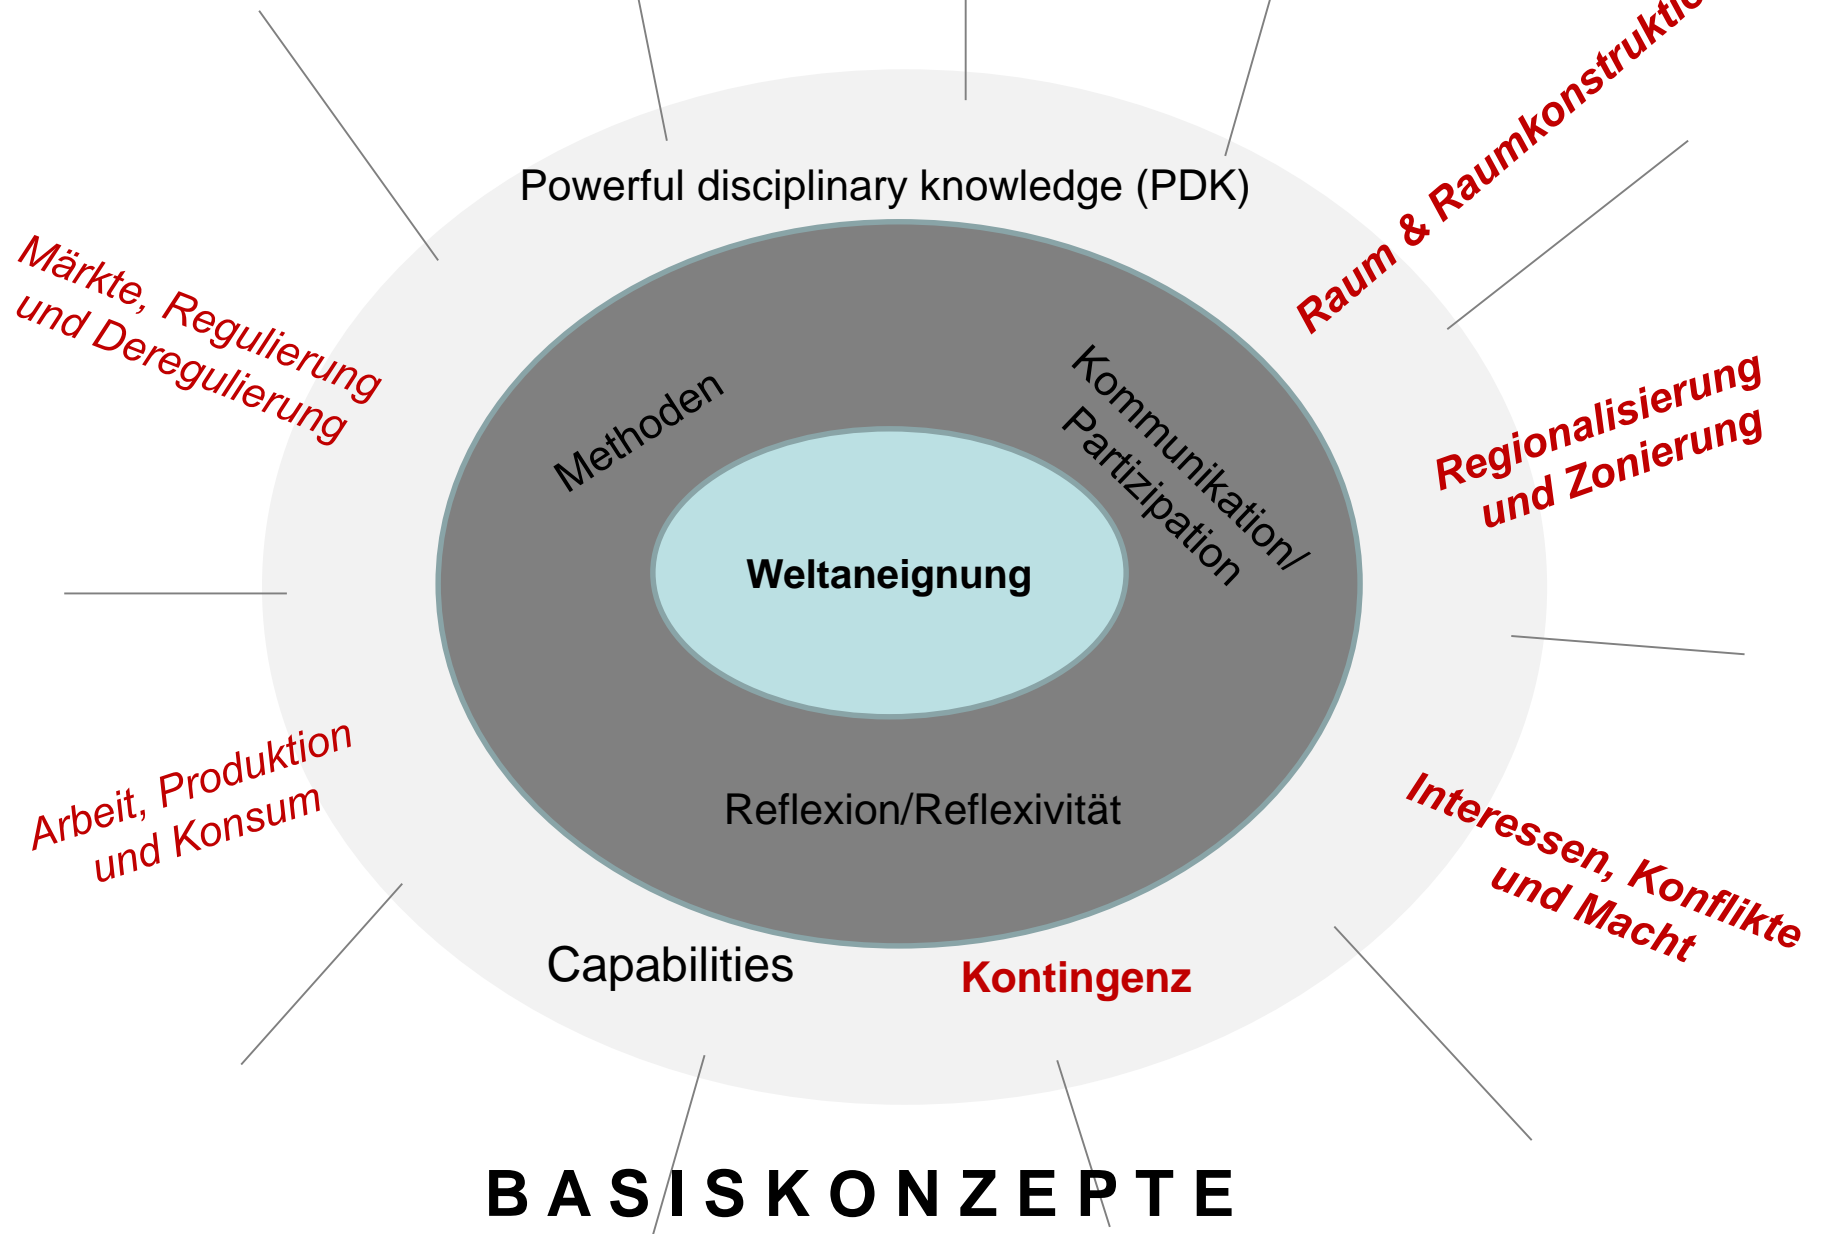 Powerful disciplinary knowledge (PDK)
Raum & Raumkonstruktio
Märkte, Regulierung
und Deregulierung
Methoden
Kommunikation/
Partizipation
Regionalisierung
und Zonierung
Weltaneignung
Arbeit, Produktion
und Konsum
Reflexion/Reflexivität
Interessen, Konflikte
und Macht
Capabilities
Kontingenz
BASISKONZEPTE